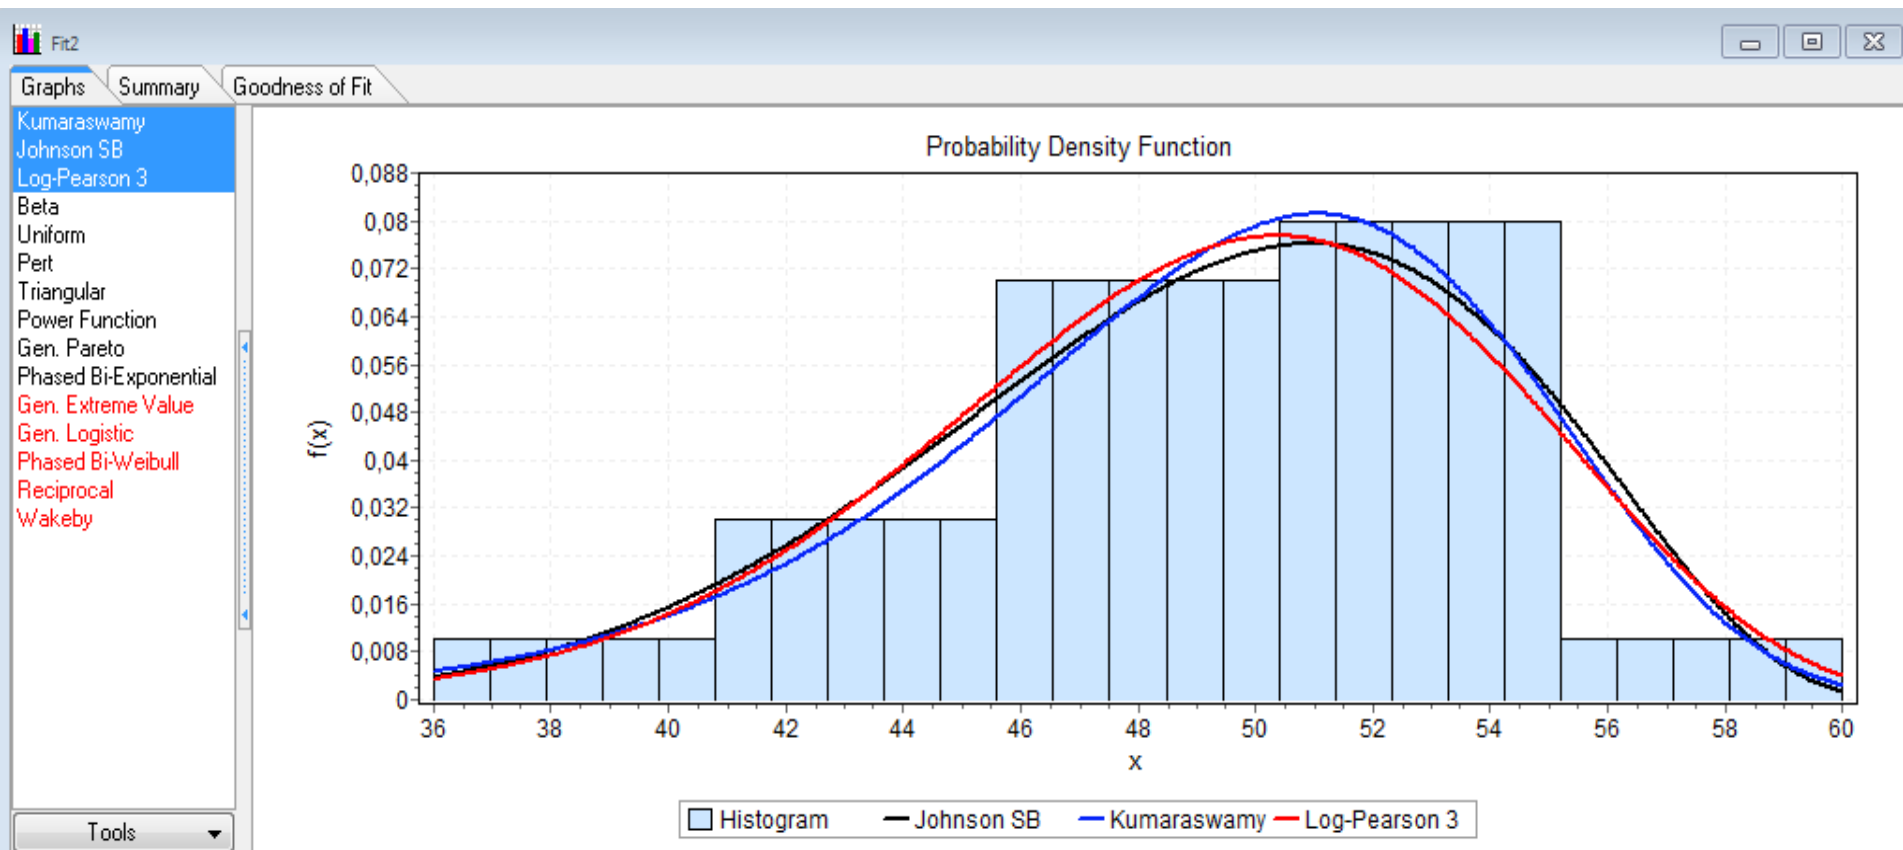 Fit2
Graphs Summary Goodness of Fit
Kumaraswamy
Johnson SB
Log-Pearson 3
Beta
Uniform
Pert
Triangular
Power Function
Gen. Pareto
Phased Bi-Exponential
Gen. Extreme Value
Gen. Logistic
Phased Bi-Weibull
Reciprocal
Wakeby
Tools
Probability Density Function
f(x)
0,088
0,08
0,072
0,064
0,056
0,048
0,04
0,032
0,024
0,016
0,008
0
36 38 40 42 44 46 48 50 52 54 56 58 60
x
Histogram Johnson SB Kumaraswamy Log-Pearson 3